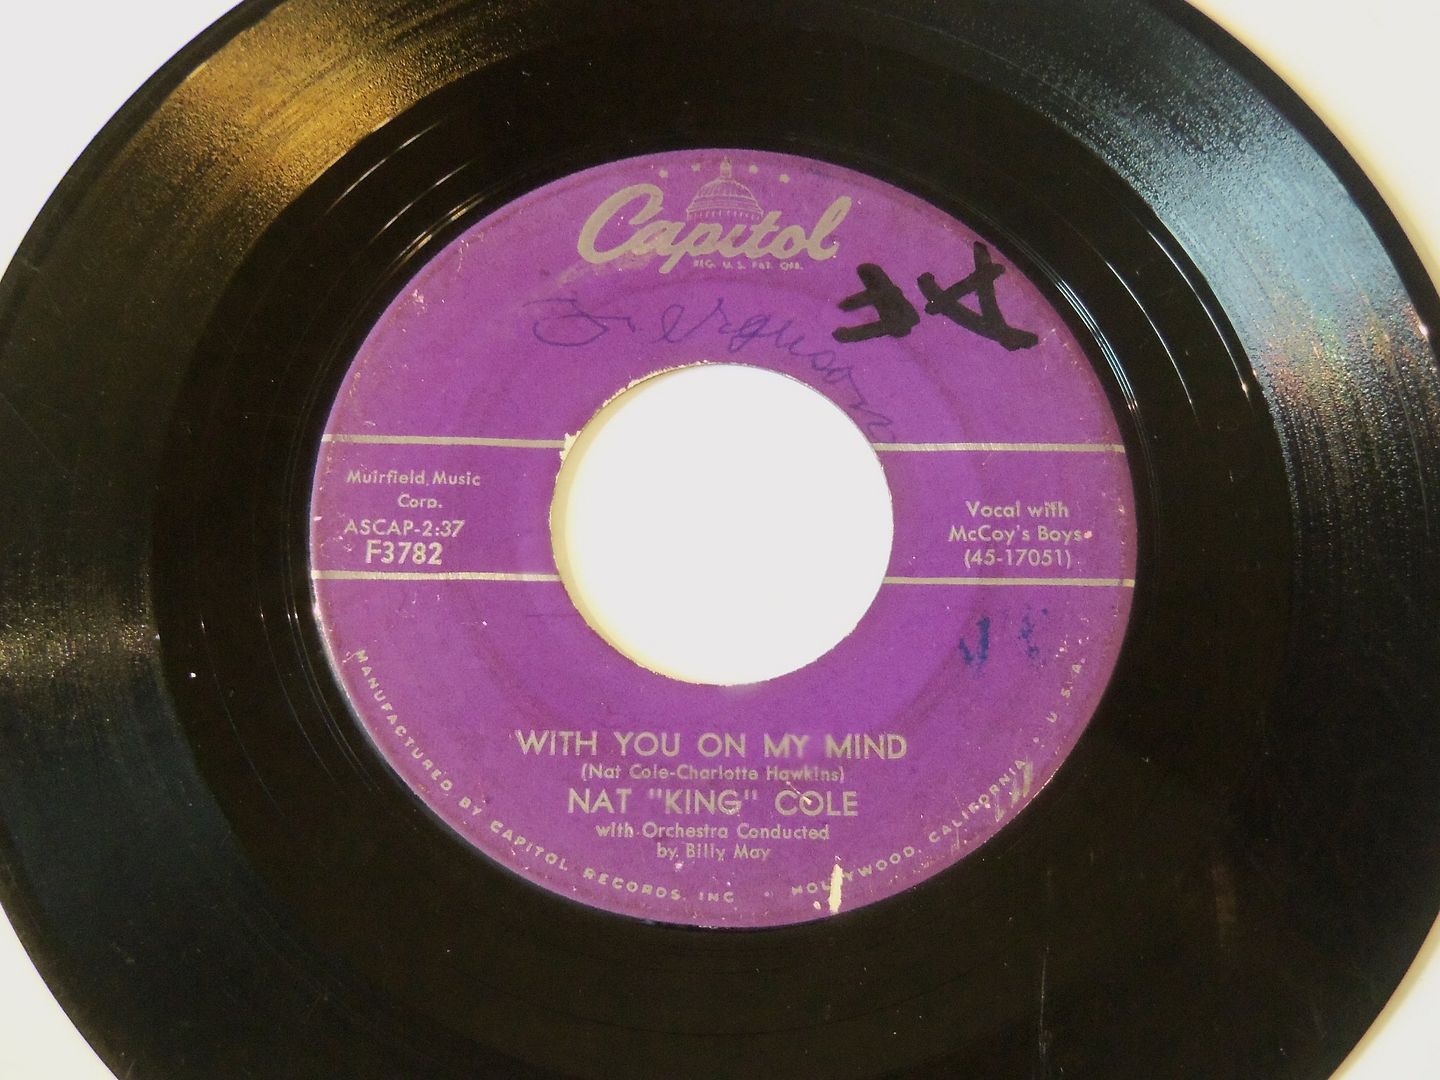 Capitol
REG. U. S. PAT. OFF.
Ferguson
Muirfield Music
Corp.
ASCAP-2:37
F3782
Vocal with
McCoy's Boys
(45-17051)
WITH YOU ON MY MIND
(Nat Cole-Charlotte Hawkins)
NAT "KING" COLE
with Orchestra Conducted
by Billy May
MANUFACTURED BY CAPITOL RECORDS, INC • HOLLYWOOD, CALIFORNIA • U.S.A.